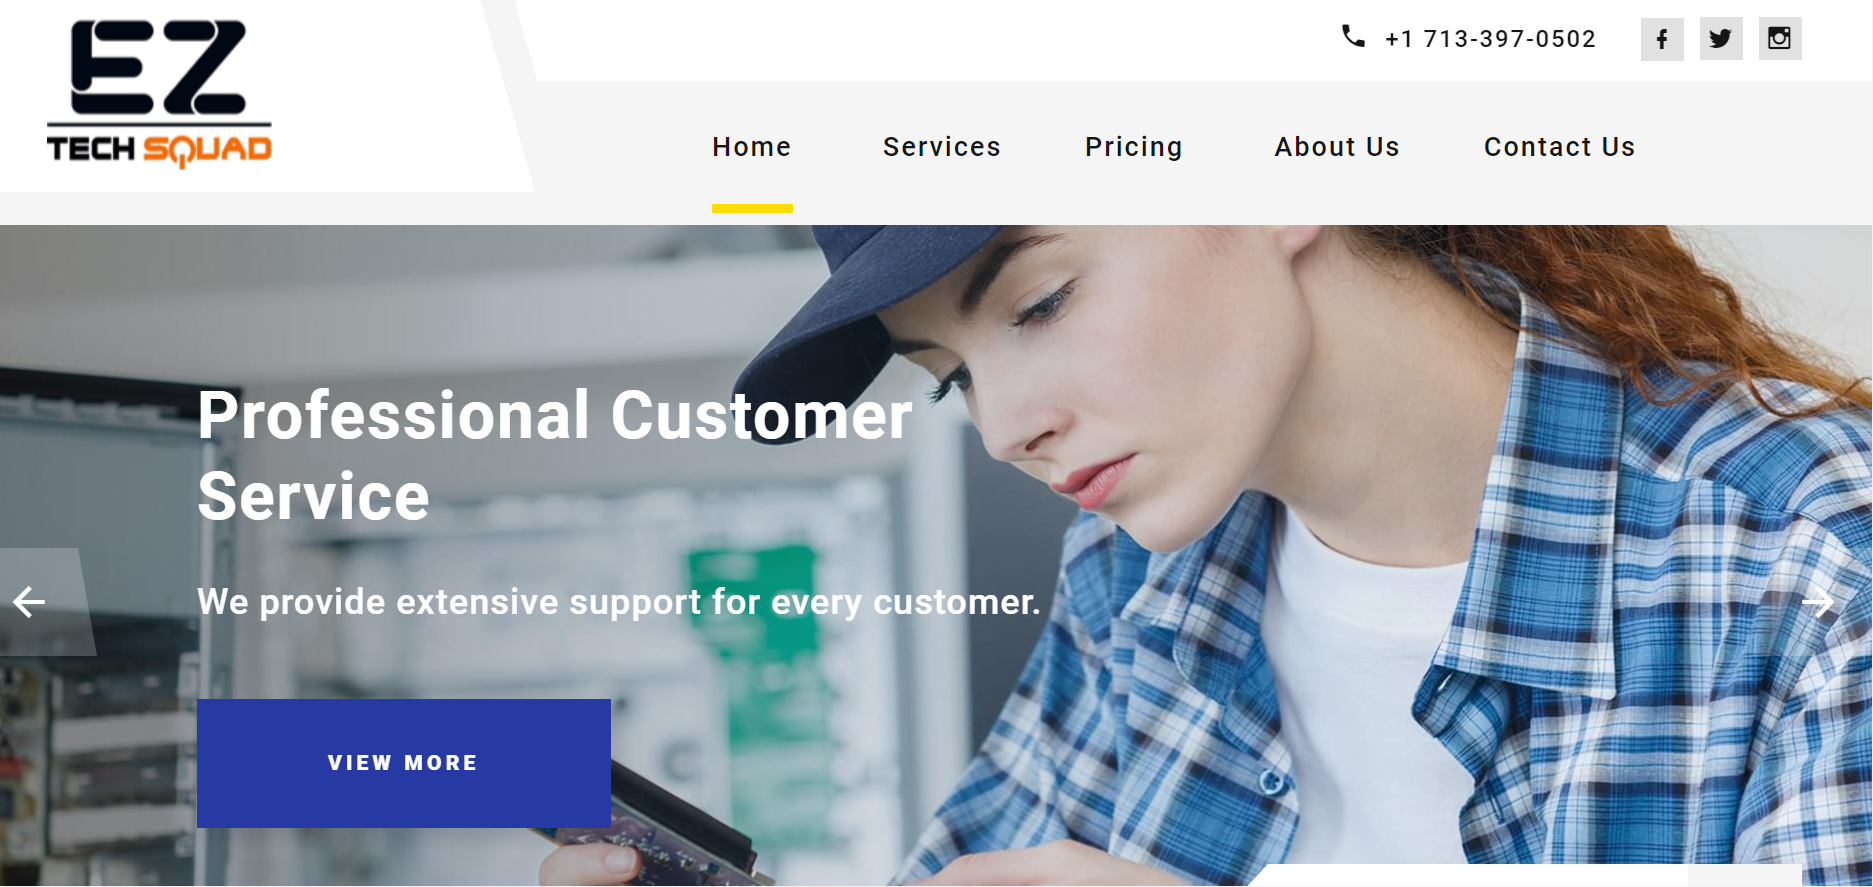 EZ
TECH SQUAD
+1 713-397-0502
Home Services Pricing About Us Contact Us
Professional Customer
Service
We provide extensive support for every customer.
VIEW MORE